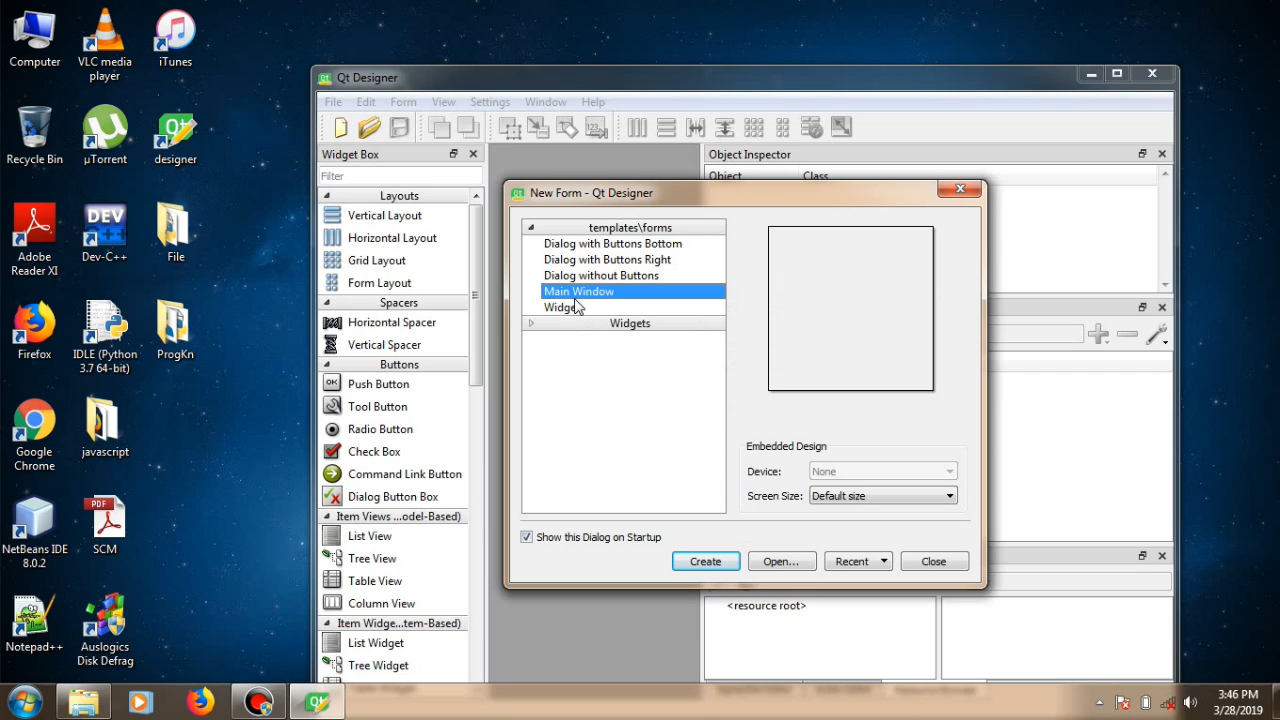 Computer
VLC media
player
iTunes
Recycle Bin
µTorrent
designer
Adobe
Reader XI
DEV
Dev-C++
File
Firefox
IDLE (Python
3.7 64-bit)
ProgKn
Google
Chrome
javascript
NetBeans IDE
8.0.2
PDF
SCM
Notepad++
Auslogics
Disk Defrag
Qt Designer
File Edit Form View Settings Window Help
Widget Box
Filter
Layouts
Vertical Layout
Horizontal Layout
Grid Layout
Form Layout
Spacers
Horizontal Spacer
Vertical Spacer
Buttons
OK Push Button
Tool Button
Radio Button
Check Box
Command Link Button
Dialog Button Box
Item Views ...odel-Based)
List View
Tree View
Table View
Column View
Item Widge...tem-Based)
List Widget
Tree Widget
Object Inspector
Object Class
New Form - Qt Designer
templates\forms
Dialog with Buttons Bottom
Dialog with Buttons Right
Dialog without Buttons
Main Window
Widget
Widgets
Embedded Design
Device: None
Screen Size: Default size
Show this Dialog on Startup
Create Open... Recent Close
<resource root>
3:46 PM
3/28/2019